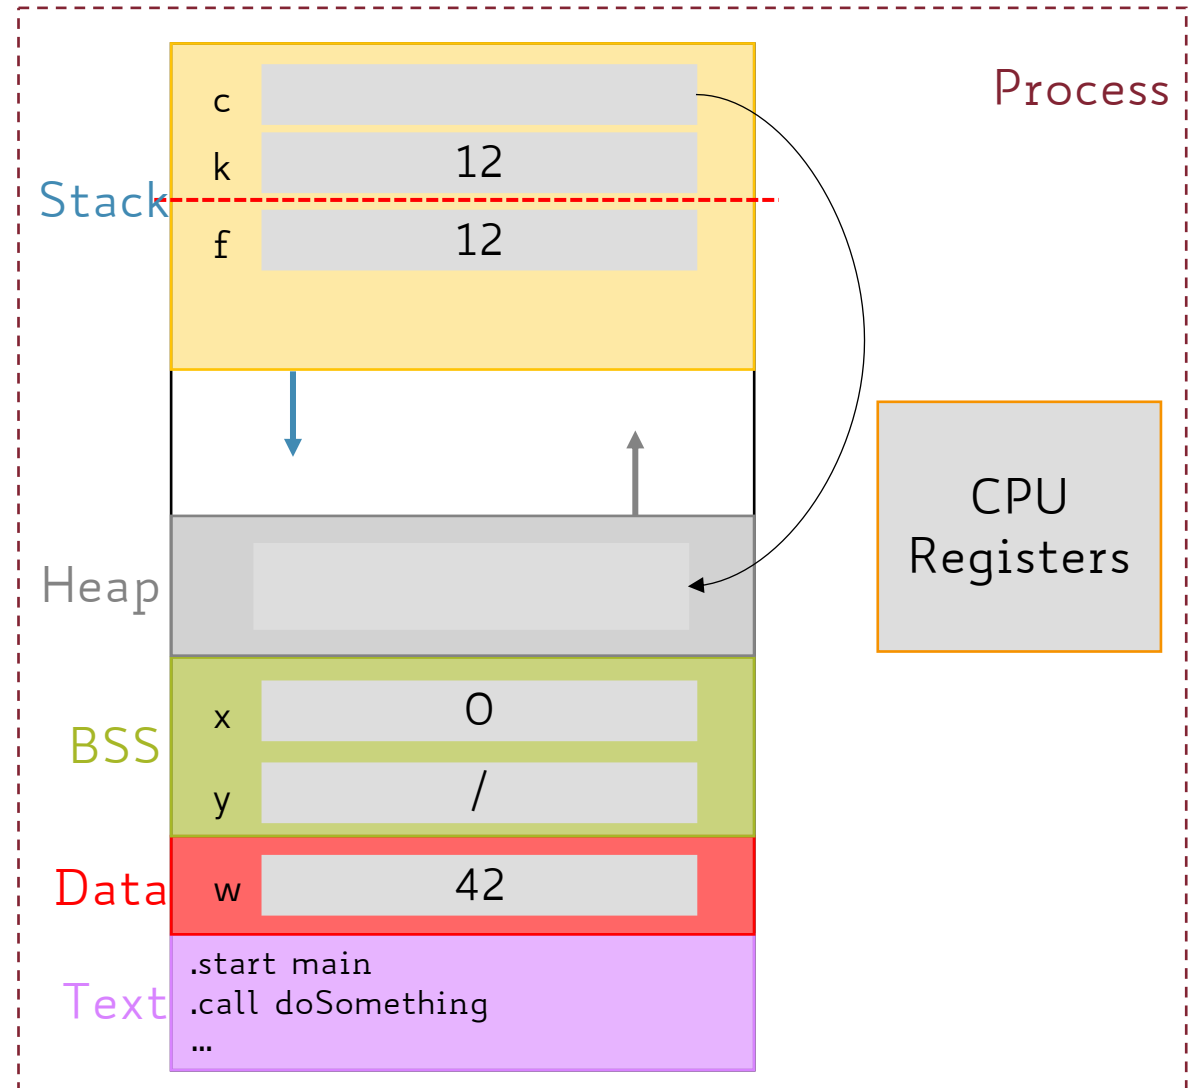 Process
c
k 12
Stack
f 12
CPU
Registers
Heap
x 0
BSS
y /
Data w 42
.start main
Text .call doSomething
...